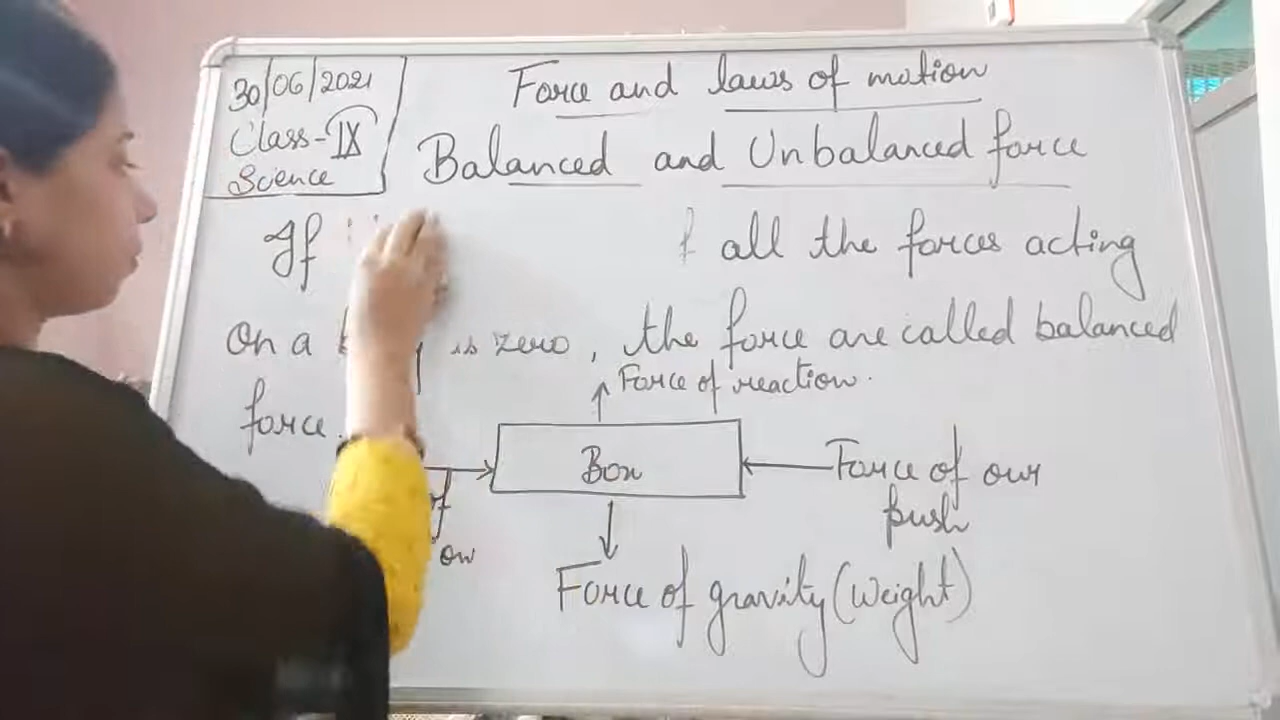 30/06/2021
Class-IX
Science
Force and laws of motion
Balanced and Unbalanced force
If all the forces acting
on a is zero, the force are called balanced
force.
Force of reaction.
Box
Force of our
push
Force of gravity (Weight)